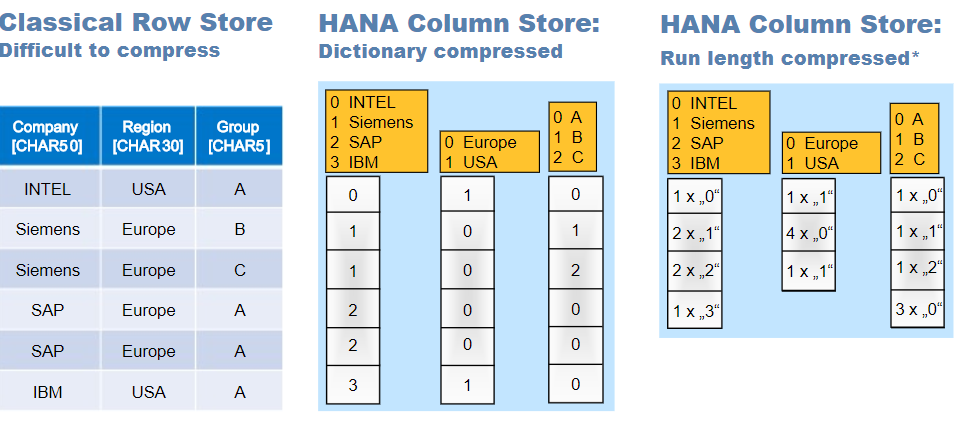 Classical Row Store
Difficult to compress
Company Region Group
[CHAR50] [CHAR30] [CHAR5]
INTEL USA A
Siemens Europe B
Siemens Europe C
SAP Europe A
SAP Europe A
IBM USA A
HANA Column Store:
Dictionary compressed
0 INTEL
1 Siemens
2 SAP
3 IBM
0 Europe
1 USA
0 A
1 B
2 C
0 1 0
1 0 1
1 0 2
2 0 0
2 0 0
3 1 0
HANA Column Store:
Run length compressed*
0 INTEL
1 Siemens
2 SAP
3 IBM
0 Europe
1 USA
0 A
1 B
2 C
1 x „0“ 1 x „1“ 1 x „0“
2 x „1“ 4 x „0“ 1 x „1“
2 x „2“ 1 x „1“ 1 x „2“
1 x „3“ 3 x „0“